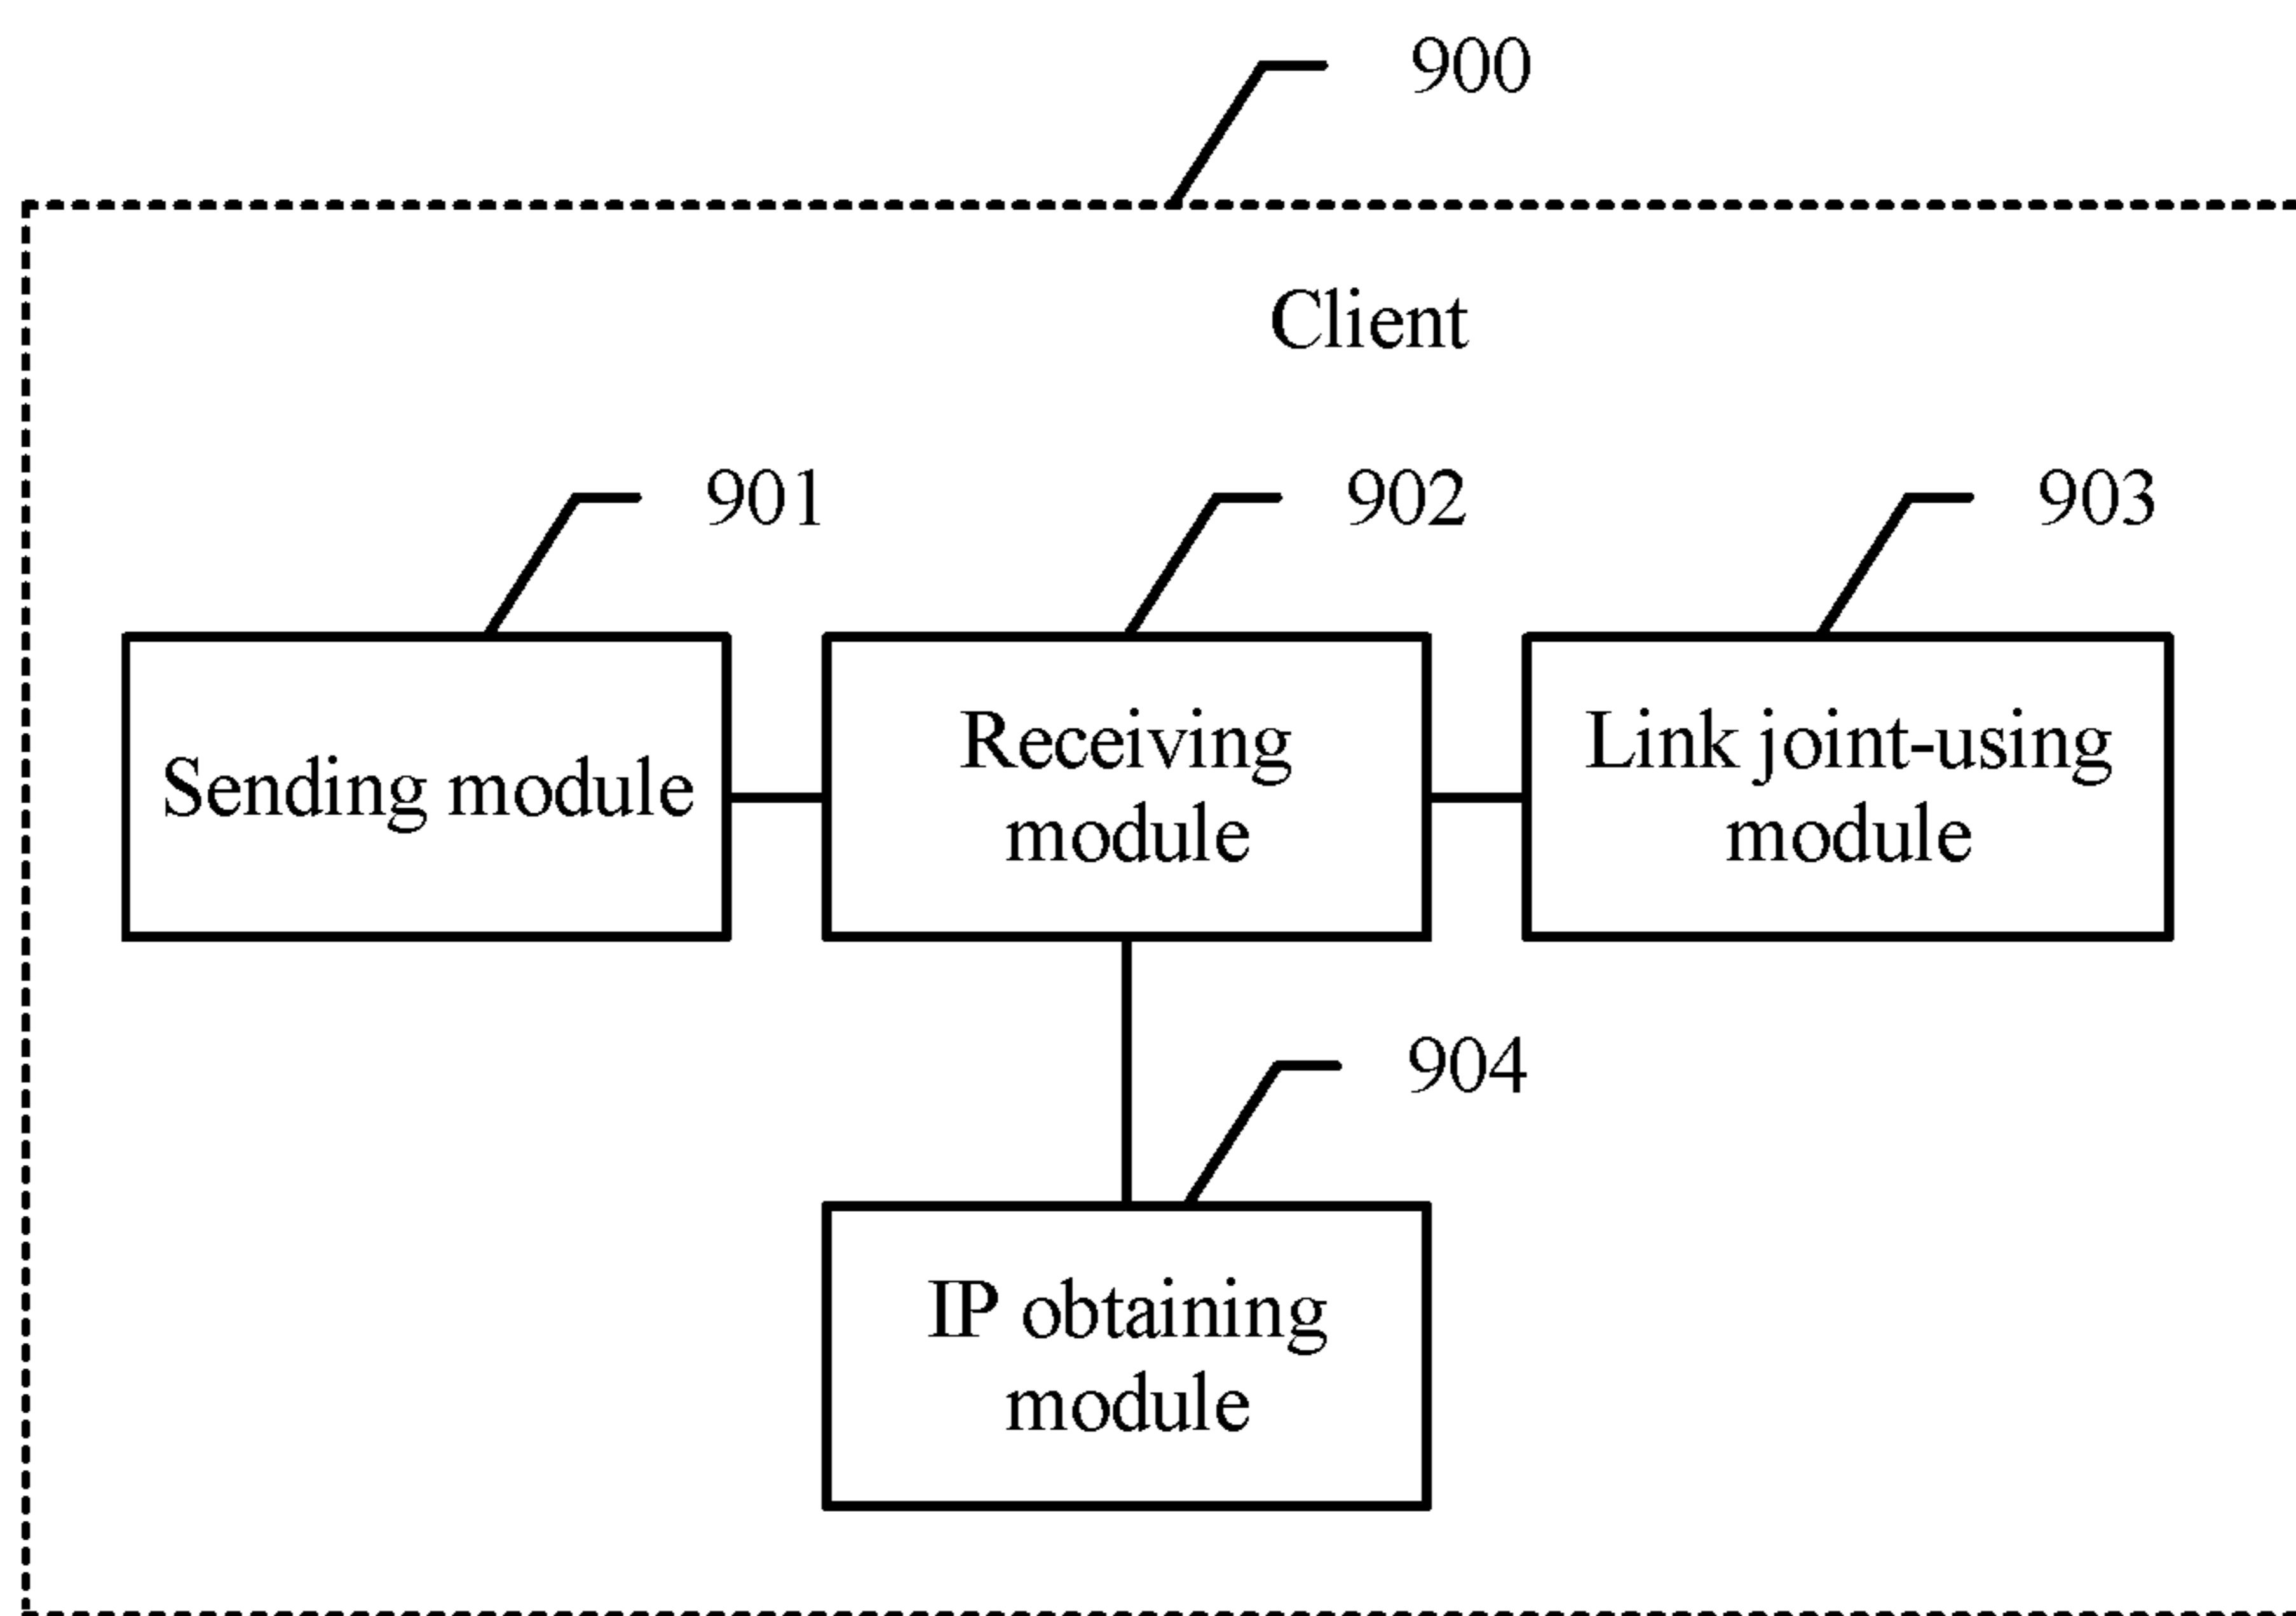 900
Client
901
902
903
Sending module
Receiving
module
Link joint-using
module
904
IP obtaining
module